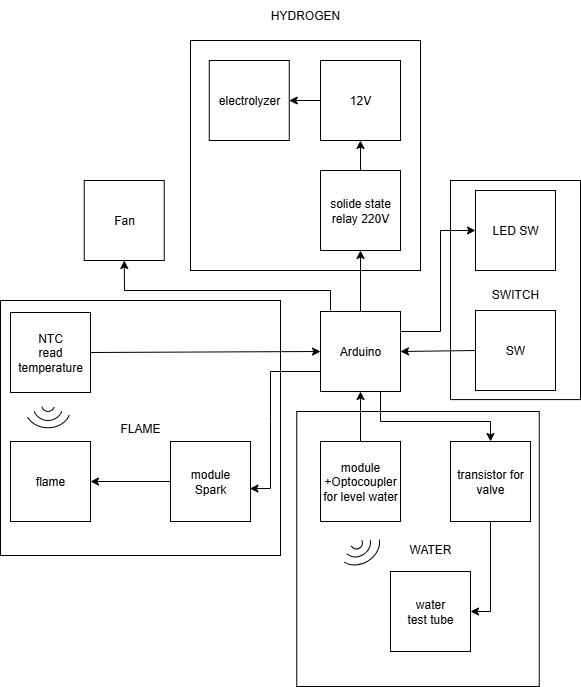 HYDROGEN
electrolyzer
12V
solide state
relay 220V
Fan
LED SW
SWITCH
SW
NTC
read
temperature
Arduino
FLAME
flame
module
Spark
module
+Optocoupler
for level water
transistor for
valve
WATER
water
test tube